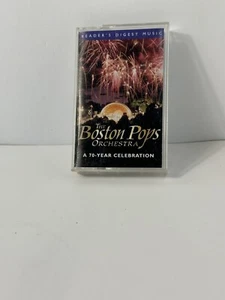 READER'S DIGEST MUSIC
THE
Boston Pops
ORCHESTRA
A 70-YEAR CELEBRATION